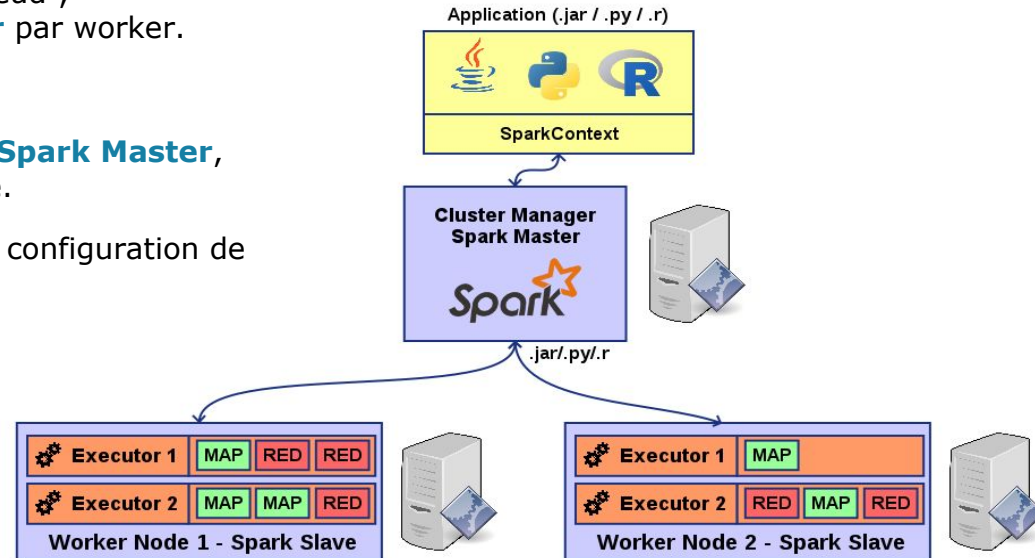 par worker.
Spark Master,
configuration de
Application (.jar / .py / .r)
R
SparkContext
Cluster Manager
Spark Master
Spark
.jar/.py/.r
Executor 1 MAP RED RED
Executor 2 MAP MAP RED
Worker Node 1 - Spark Slave
Executor 1 MAP
Executor 2 RED MAP RED
Worker Node 2 - Spark Slave